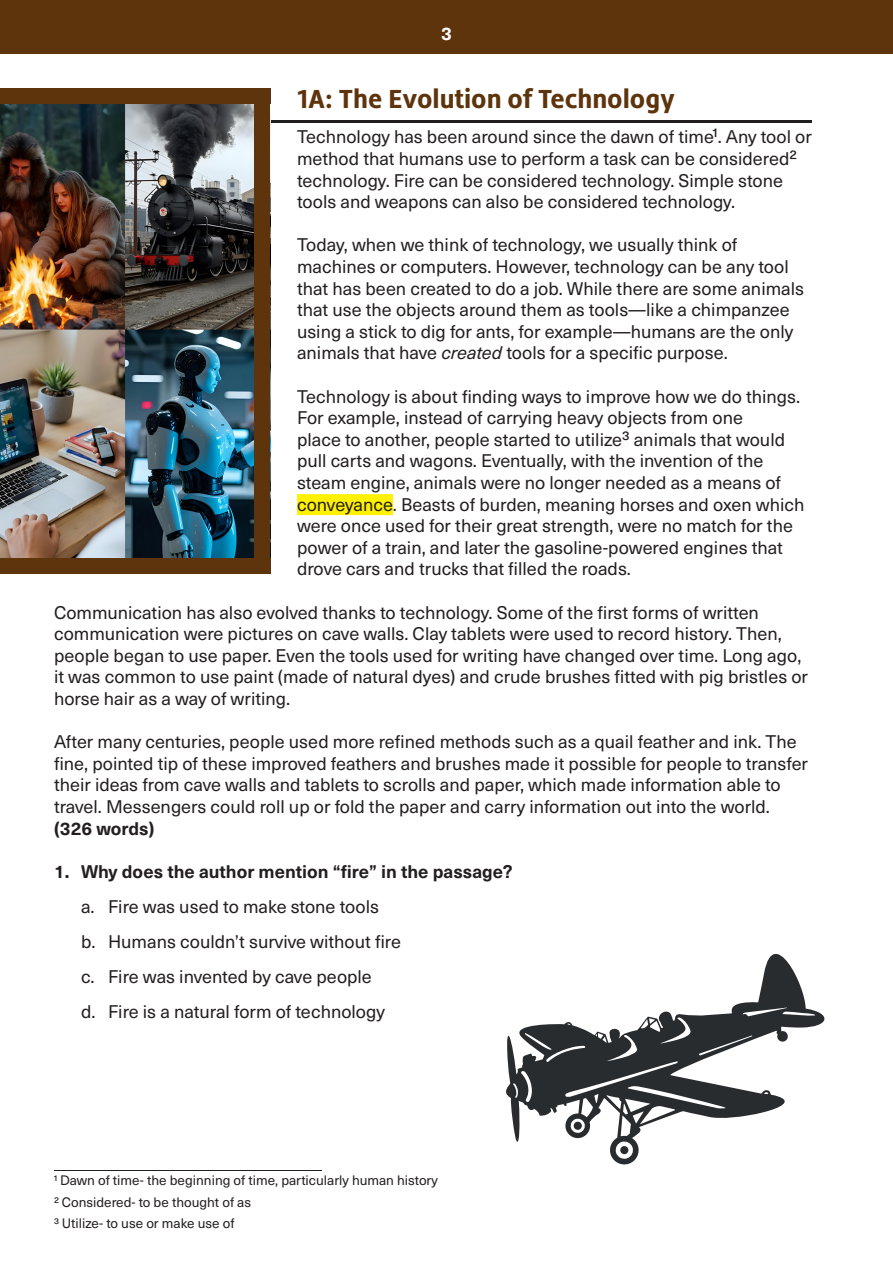 3
1A: The Evolution of Technology
Technology has been around since the dawn of time¹. Any tool or
method that humans use to perform a task can be considered²
technology. Fire can be considered technology. Simple stone
tools and weapons can also be considered technology.
Today, when we think of technology, we usually think of
machines or computers. However, technology can be any tool
that has been created to do a job. While there are some animals
that use the objects around them as tools—like a chimpanzee
using a stick to dig for ants, for example—humans are the only
animals that have created tools for a specific purpose.
Technology is about finding ways to improve how we do things.
For example, instead of carrying heavy objects from one
place to another, people started to utilize³ animals that would
pull carts and wagons. Eventually, with the invention of the
steam engine, animals were no longer needed as a means of
conveyance. Beasts of burden, meaning horses and oxen which
were once used for their great strength, were no match for the
power of a train, and later the gasoline-powered engines that
drove cars and trucks that filled the roads.
Communication has also evolved thanks to technology. Some of the first forms of written
communication were pictures on cave walls. Clay tablets were used to record history. Then,
people began to use paper. Even the tools used for writing have changed over time. Long ago,
it was common to use paint (made of natural dyes) and crude brushes fitted with pig bristles or
horse hair as a way of writing.
After many centuries, people used more refined methods such as a quail feather and ink. The
fine, pointed tip of these improved feathers and brushes made it possible for people to transfer
their ideas from cave walls and tablets to scrolls and paper, which made information able to
travel. Messengers could roll up or fold the paper and carry information out into the world.
(326 words)
1. Why does the author mention “fire” in the passage?
a. Fire was used to make stone tools
b. Humans couldn’t survive without fire
c. Fire was invented by cave people
d. Fire is a natural form of technology
¹ Dawn of time- the beginning of time, particularly human history
² Considered- to be thought of as
³ Utilize- to use or make use of